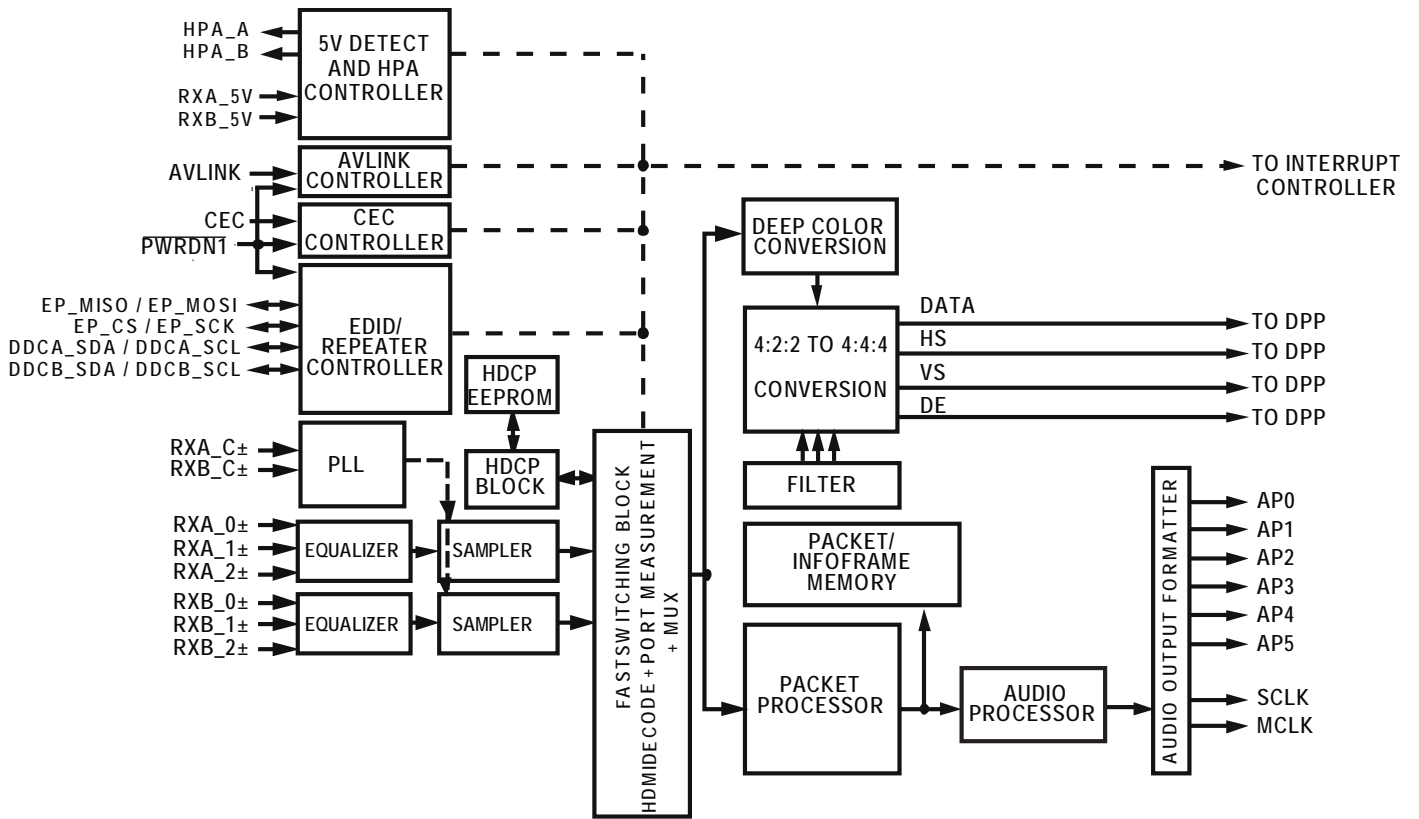 HPA_A
HPA_B
RXA_5V
RXB_5V
5V DETECT
AND HPA
CONTROLLER
AVLINK
AVLINK
CONTROLLER
TO INTERRUPT
CONTROLLER
CEC
PWRDN1
CEC
CONTROLLER
EP_MISO / EP_MOSI
EP_CS / EP_SCK
DDCA_SDA / DDCA_SCL
DDCB_SDA / DDCB_SCL
EDID/
REPEATER
CONTROLLER
HDCP
EEPROM
HDCP
BLOCK
RXA_C±
RXB_C±
PLL
RXA_0±
RXA_1±
RXA_2±
EQUALIZER
SAMPLER
RXB_0±
RXB_1±
RXB_2±
EQUALIZER
SAMPLER
FASTSWITCHING BLOCK
HDMIDECODE+PORT MEASUREMENT
+ MUX
DEEP COLOR
CONVERSION
4:2:2 TO 4:4:4
CONVERSION
DATA
HS
VS
DE
TO DPP
TO DPP
TO DPP
TO DPP
FILTER
PACKET/
INFOFRAME
MEMORY
PACKET
PROCESSOR
AUDIO
PROCESSOR
AUDIO OUTPUT FORMATTER
AP0
AP1
AP2
AP3
AP4
AP5
SCLK
MCLK